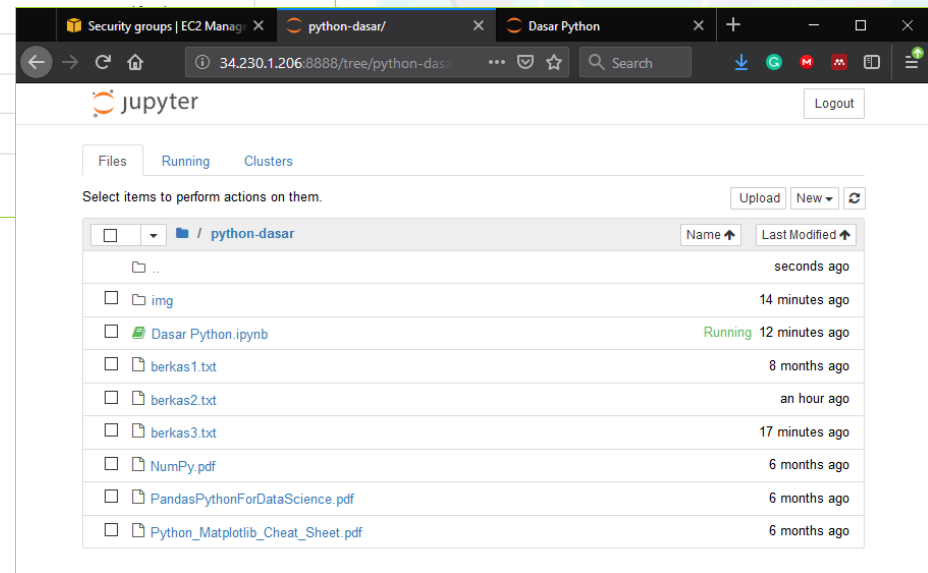 Security groups | EC2 Manage
python-dasar/
Dasar Python
34.230.1.206:8888/tree/python-dasa
Search
jupyter
Logout
Files Running Clusters
Select items to perform actions on them.
Upload New
/ python-dasar
Name Last Modified
.. seconds ago
img 14 minutes ago
Dasar Python.ipynb Running 12 minutes ago
berkas1.txt 8 months ago
berkas2.txt an hour ago
berkas3.txt 17 minutes ago
NumPy.pdf 6 months ago
PandasPythonForDataScience.pdf 6 months ago
Python_Matplotlib_Cheat_Sheet.pdf 6 months ago